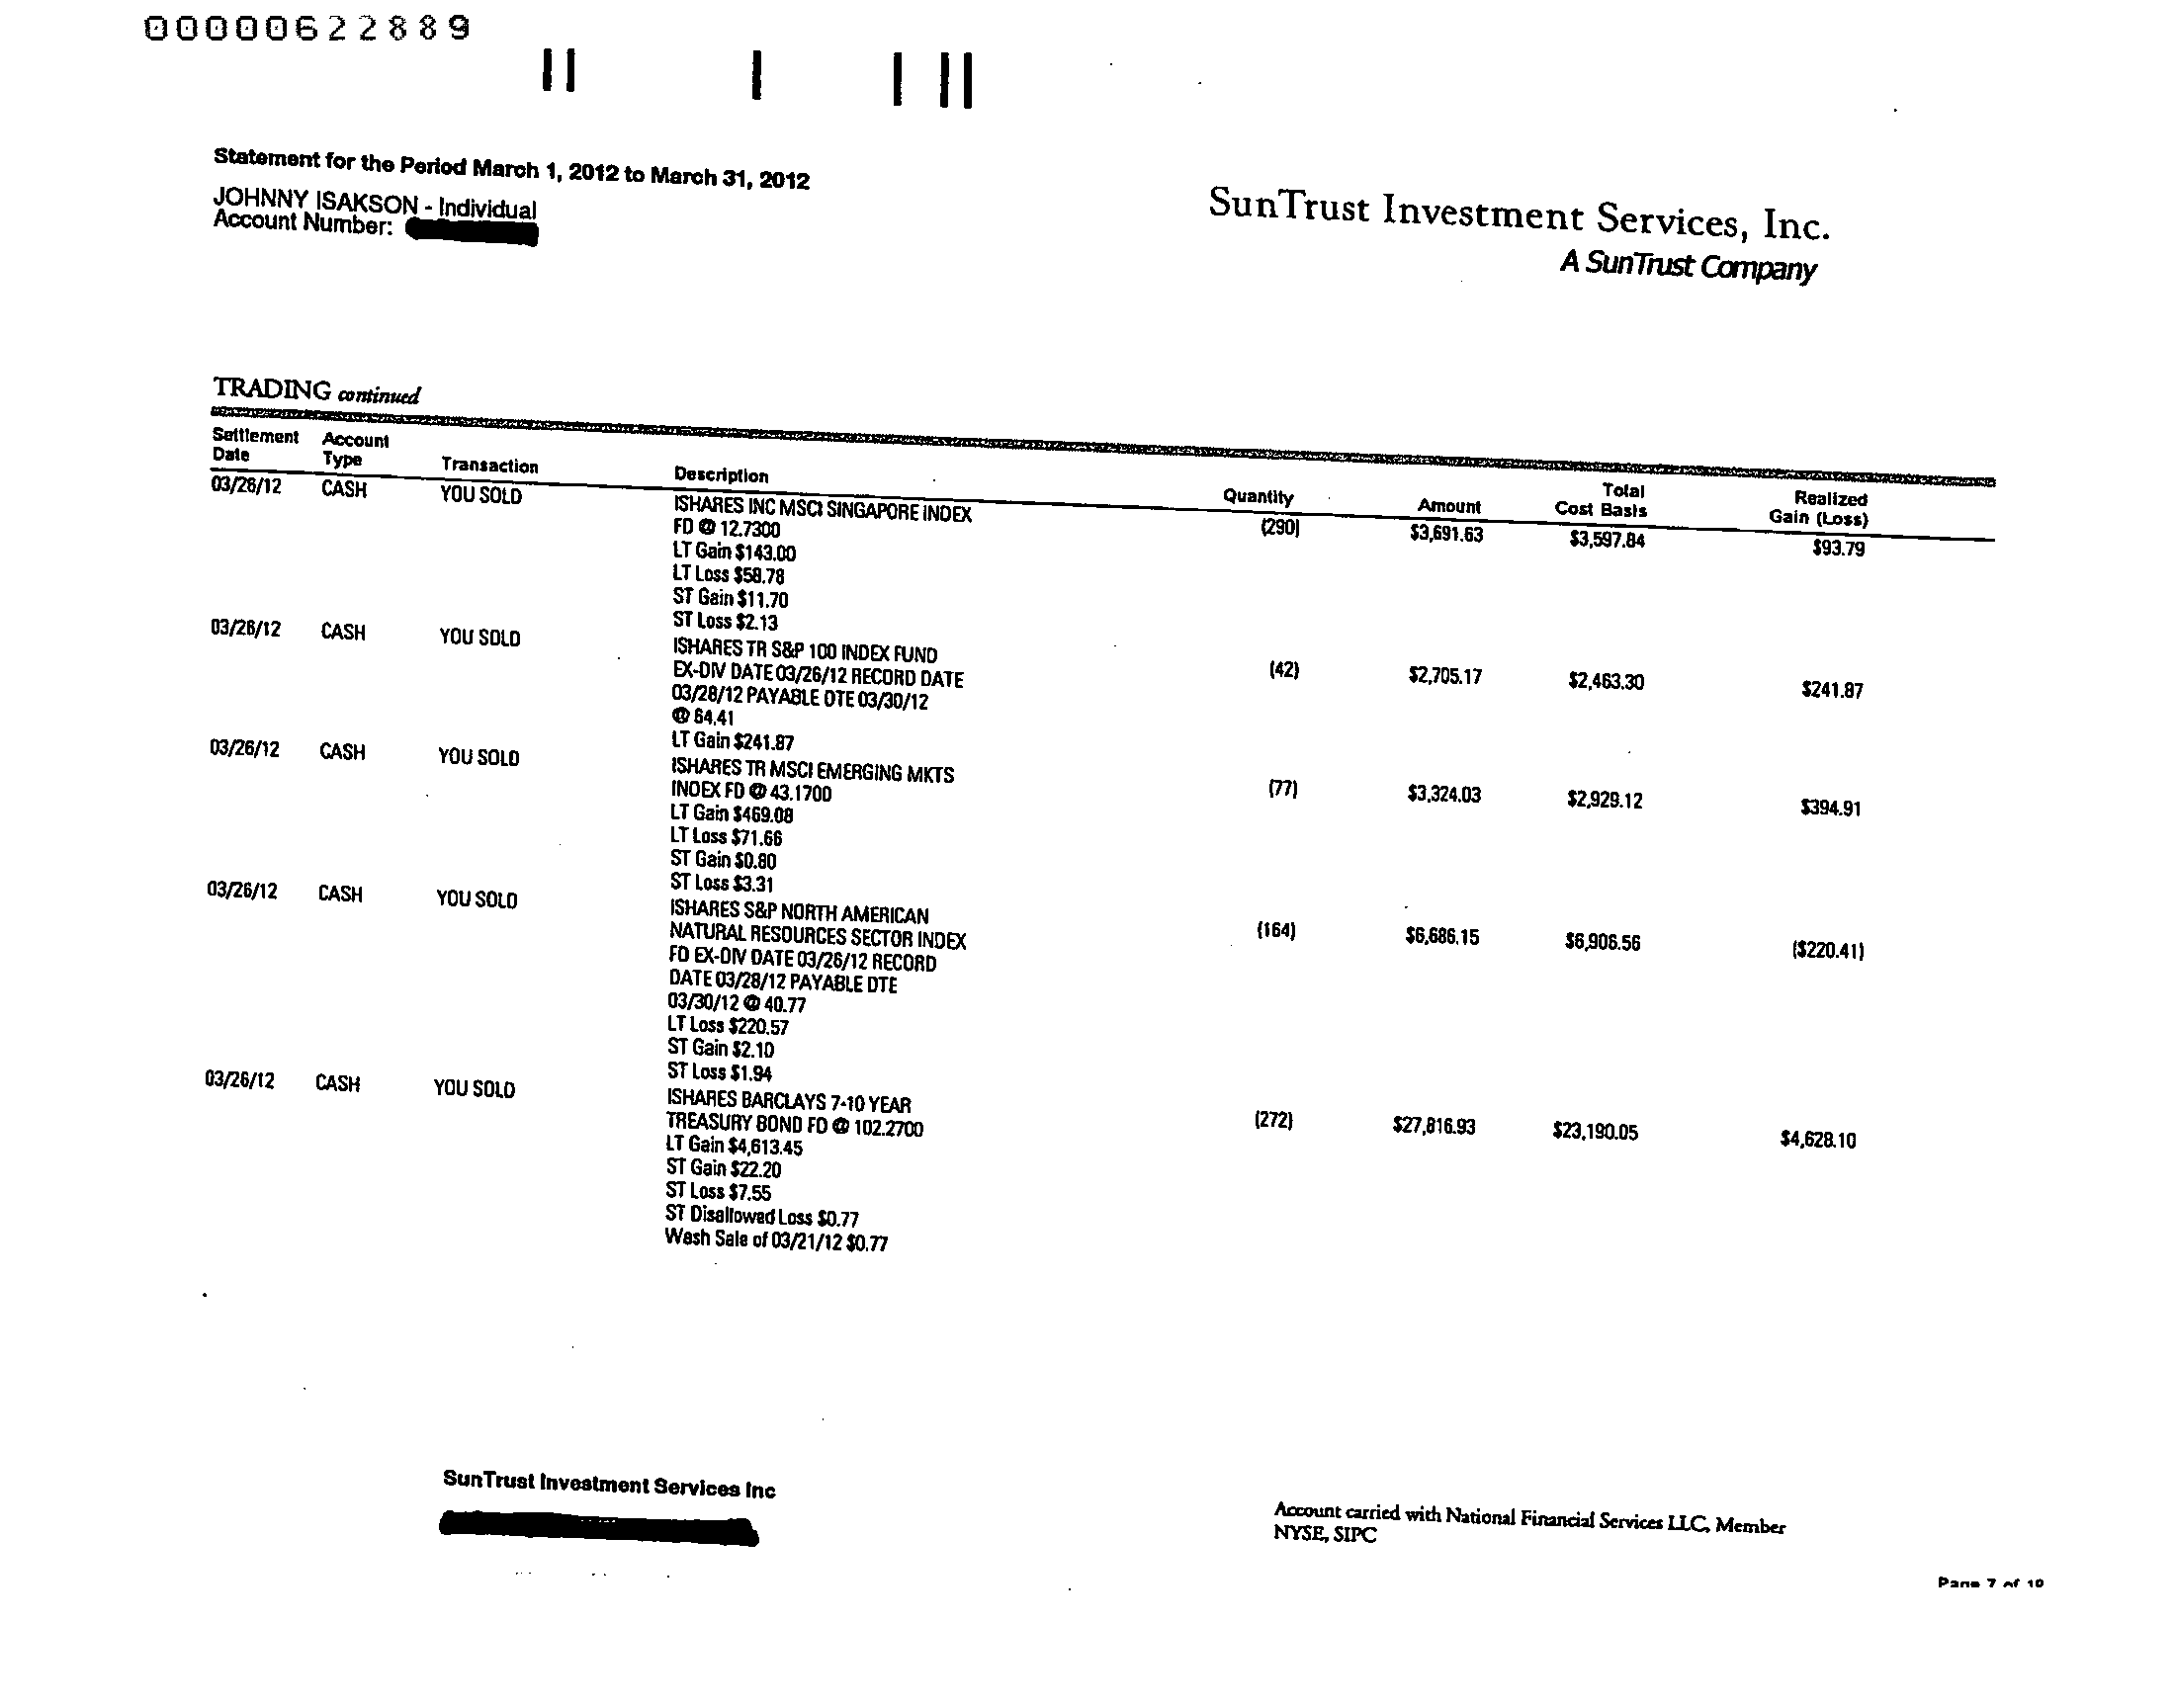 00000622889
Statement for the Period March 1, 2012 to March 31, 2012
JOHNNY ISAKSON - Individual
Account Number:
SunTrust Investment Services, Inc.
A SunTrust Company
TRADING continued
Settlement Date Account Type Transaction Description Quantity Amount Total Cost Basis Realized Gain (Loss)
03/26/12 CASH YOU SOLD ISHARES INC MSCI SINGAPORE INDEX (290) $3,691.63 $3,597.84 $93.79
FD @ 12.7300
LT Gain $143.00
LT Loss $58.78
ST Gain $11.70
ST Loss $2.13
03/26/12 CASH YOU SOLD ISHARES TR S&P 100 INDEX FUND (42) $2,705.17 $2,463.30 $241.87
EX-DIV DATE 03/26/12 RECORD DATE
03/28/12 PAYABLE DTE 03/30/12
@ 64.41
LT Gain $241.87
03/26/12 CASH YOU SOLD ISHARES TR MSCI EMERGING MKTS (77) $3,324.03 $2,929.12 $394.91
INDEX FD @ 43.1700
LT Gain $469.08
LT Loss $71.66
ST Gain $0.80
ST Loss $3.31
03/26/12 CASH YOU SOLD ISHARES S&P NORTH AMERICAN (164) $6,686.15 $6,906.56 ($220.41)
NATURAL RESOURCES SECTOR INDEX
FD EX-DIV DATE 03/26/12 RECORD
DATE 03/28/12 PAYABLE DTE
03/30/12 @ 40.77
LT Loss $220.57
ST Gain $2.10
ST Loss $1.94
03/26/12 CASH YOU SOLD ISHARES BARCLAYS 7-10 YEAR (272) $27,816.93 $23,190.05 $4,628.10
TREASURY BOND FD @ 102.2700
LT Gain $4,613.45
ST Gain $22.20
ST Loss $7.55
ST Disallowed Loss $0.77
Wash Sale of 03/21/12 $0.77
SunTrust Investment Services Inc
Account carried with National Financial Services LLC, Member
NYSE, SIPC
Page 7 of 18